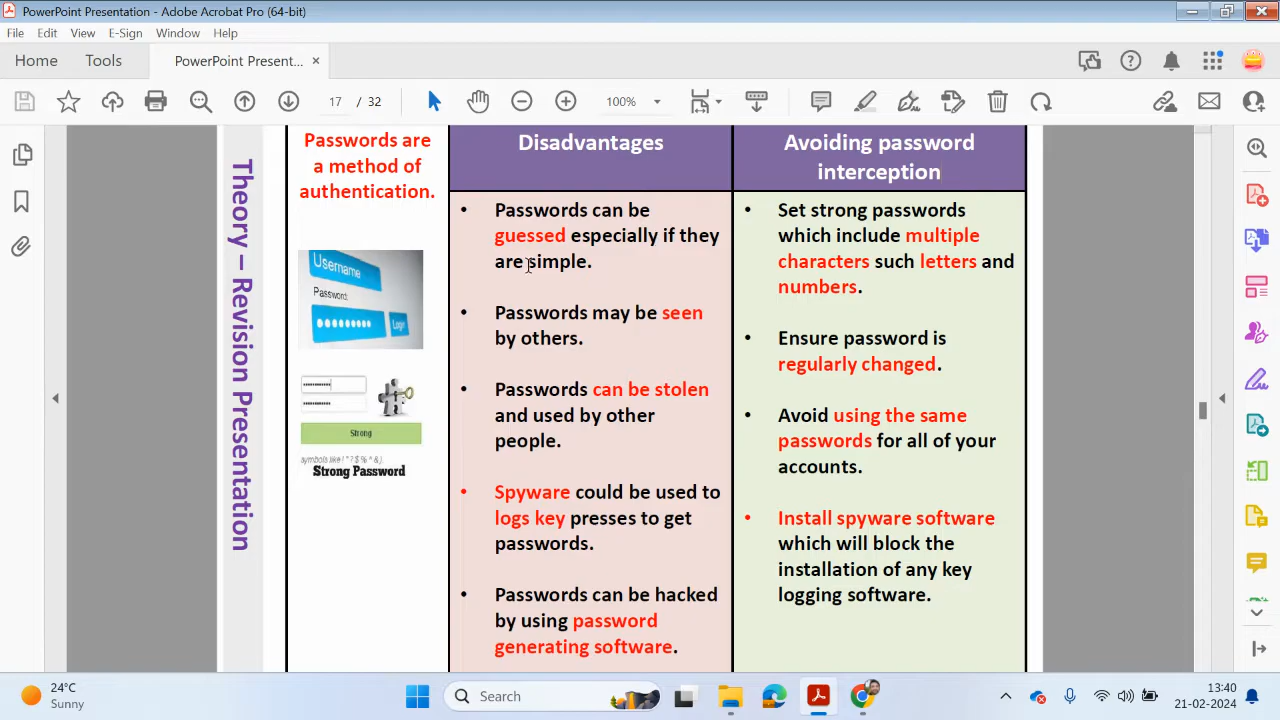 PowerPoint Presentation - Adobe Acrobat Pro (64-bit)
File Edit View E-Sign Window Help
Home Tools PowerPoint Present... ×
17 / 32 100%
Theory – Revision Presentation
Passwords are
a method of
authentication.
Username
Password:
Login
Strong
symbols like ! " ? $ % ^ & )
Strong Password
Disadvantages
• Passwords can be
guessed especially if they
are simple.
• Passwords may be seen
by others.
• Passwords can be stolen
and used by other
people.
• Spyware could be used to
logs key presses to get
passwords.
• Passwords can be hacked
by using password
generating software.
Avoiding password
interception
• Set strong passwords
which include multiple
characters such letters and
numbers.
• Ensure password is
regularly changed.
• Avoid using the same
passwords for all of your
accounts.
• Install spyware software
which will block the
installation of any key
logging software.
24°C
Sunny
Search
13:40
21-02-2024